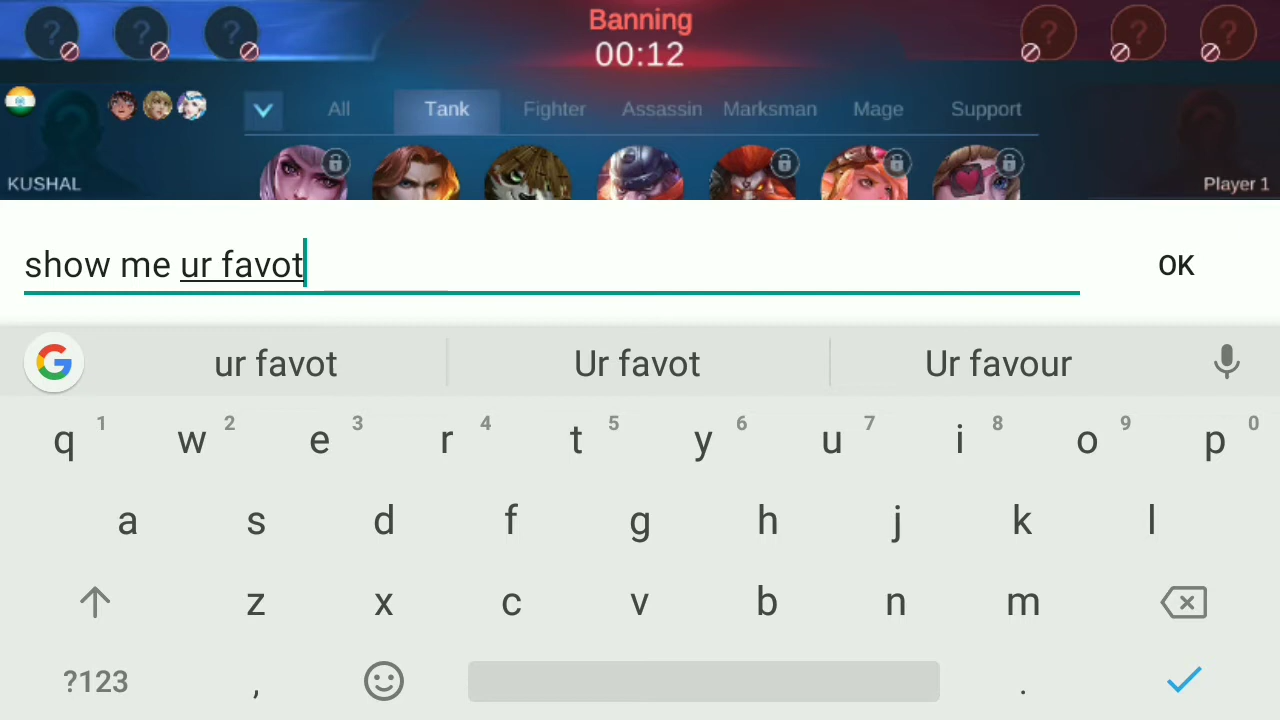 Banning
00:12
All Tank Fighter Assassin Marksman Mage Support
KUSHAL
Player 1
show me ur favot
OK
ur favot Ur favot Ur favour
q 1 w 2 e 3 r 4 t 5 y 6 u 7 i 8 o 9 p 0
a s d f g h j k l
z x c v b n m
?123 , .